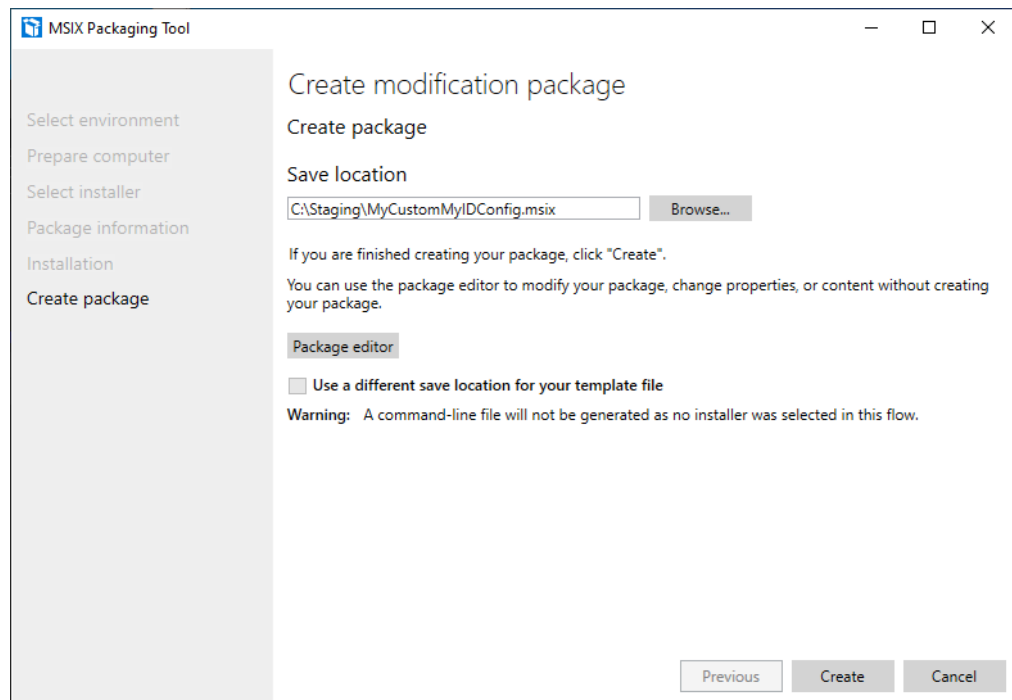 MSIX Packaging Tool
Select environment
Prepare computer
Select installer
Package information
Installation
Create package
Create modification package
Create package
Save location
C:\Staging\MyCustomMyIDConfig.msix
Browse...
If you are finished creating your package, click "Create".
You can use the package editor to modify your package, change properties, or content without creating
your package.
Package editor
Use a different save location for your template file
Warning: A command-line file will not be generated as no installer was selected in this flow.
Previous
Create
Cancel